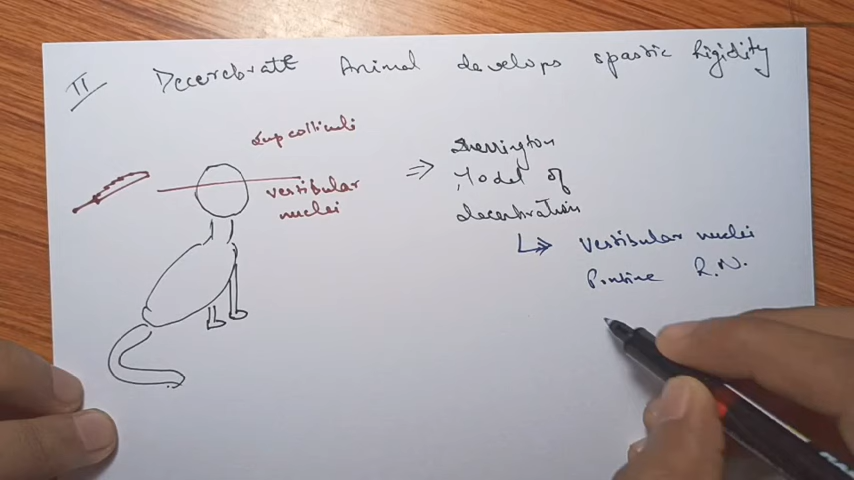 II Decerebrate Animal develops spastic rigidity
Sup colliculi
vestibular
nuclei
⇒ Sherrington
Model of
decerebration
↳ Vestibular nuclei
Pontine R.N.